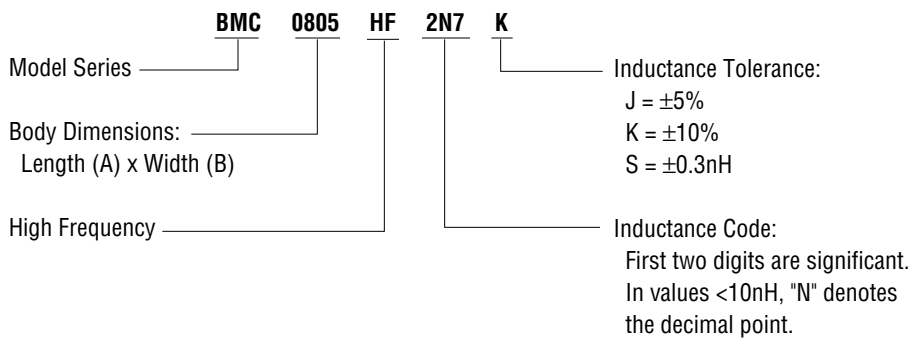 BMC 0805 HF 2N7 K
Model Series
Body Dimensions:
Length (A) x Width (B)
High Frequency
Inductance Tolerance:
J = ±5%
K = ±10%
S = ±0.3nH
Inductance Code:
First two digits are significant.
In values <10nH, "N" denotes
the decimal point.